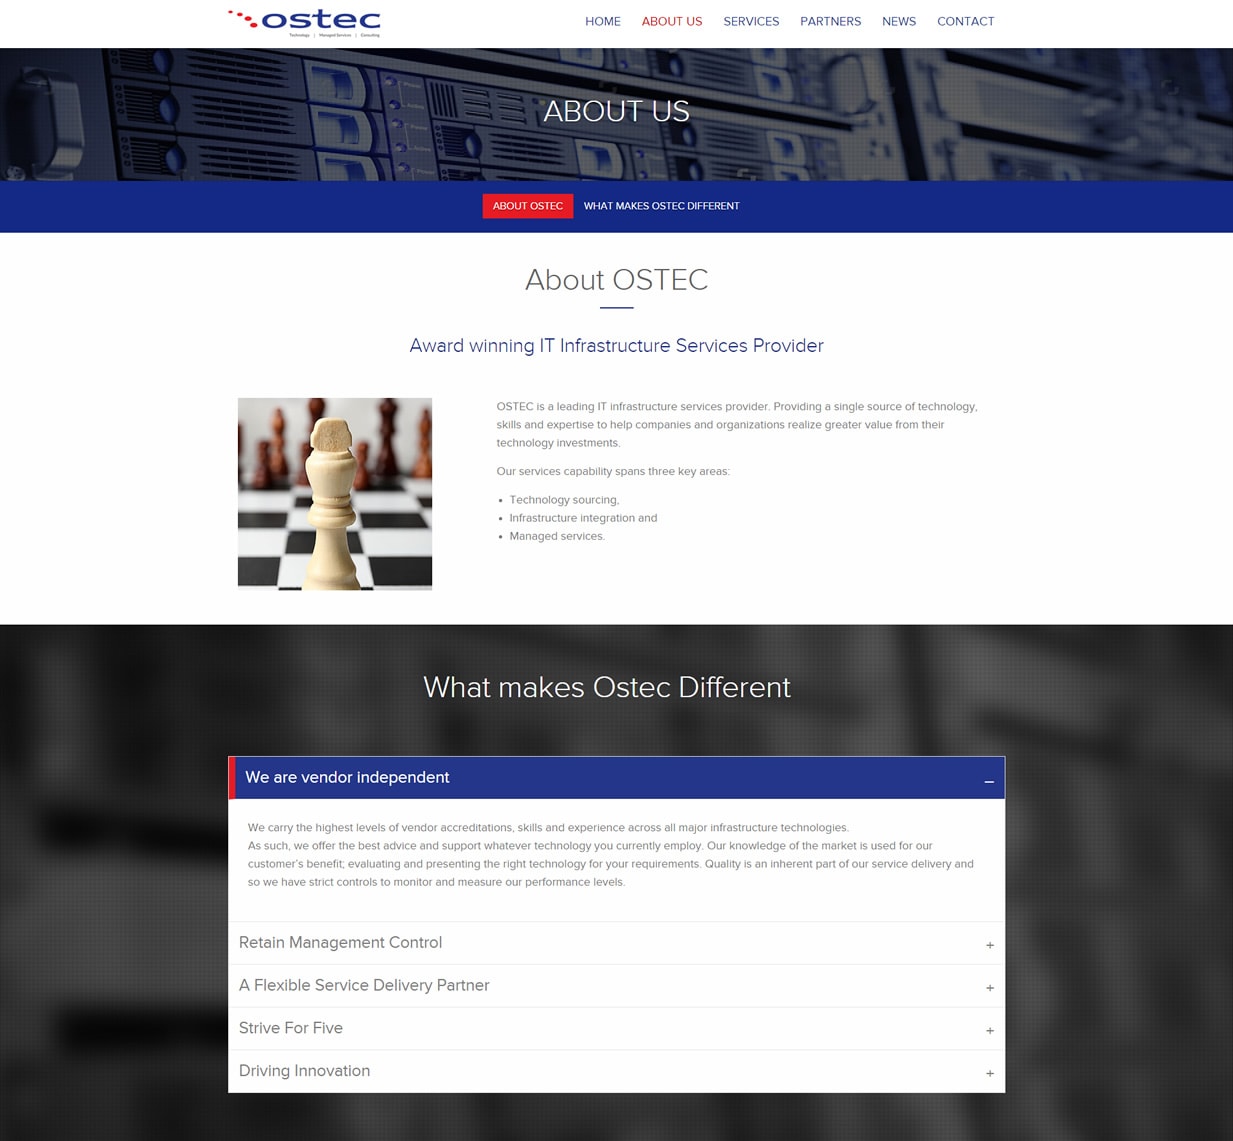 ostec
Technology | Managed Services | Consulting
HOME ABOUT US SERVICES PARTNERS NEWS CONTACT
ABOUT US
ABOUT OSTEC WHAT MAKES OSTEC DIFFERENT
About OSTEC
Award winning IT Infrastructure Services Provider
OSTEC is a leading IT infrastructure services provider. Providing a single source of technology,
skills and expertise to help companies and organizations realize greater value from their
technology investments.
Our services capability spans three key areas:
• Technology sourcing,
• Infrastructure integration and
• Managed services.
What makes Ostec Different
We are vendor independent −
We carry the highest levels of vendor accreditations, skills and experience across all major infrastructure technologies.
As such, we offer the best advice and support whatever technology you currently employ. Our knowledge of the market is used for our
customer's benefit; evaluating and presenting the right technology for your requirements. Quality is an inherent part of our service delivery and
so we have strict controls to monitor and measure our performance levels.
Retain Management Control +
A Flexible Service Delivery Partner +
Strive For Five +
Driving Innovation +